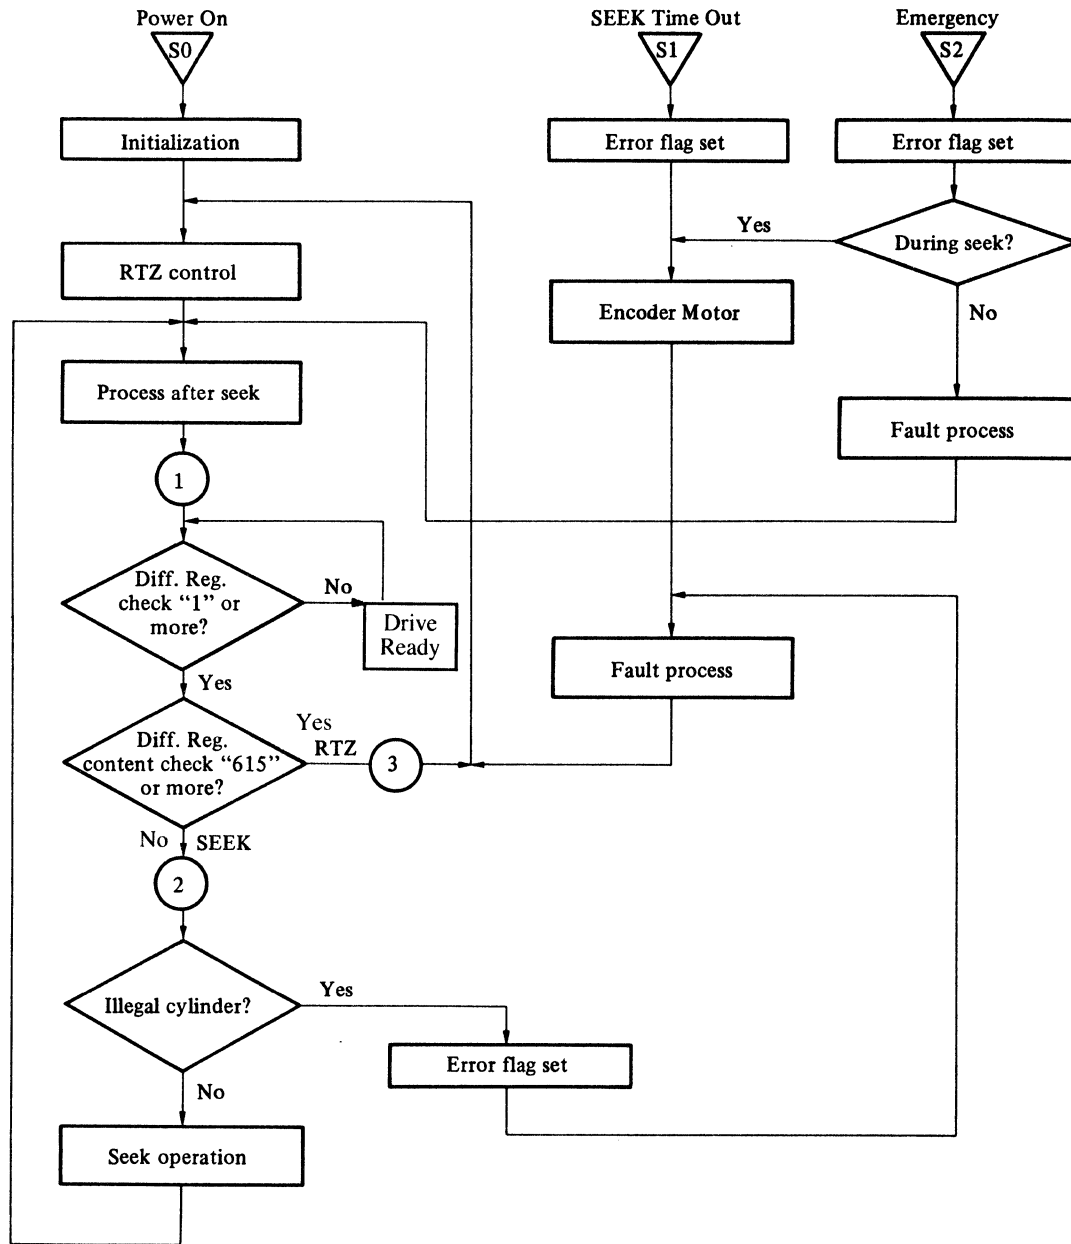 Power On
S0
Initialization
RTZ control
Process after seek
1
Diff. Reg.
check “1” or
more?
No
Drive
Ready
Yes
Diff. Reg.
content check “615”
or more?
Yes
RTZ
3
No
SEEK
2
Illegal cylinder?
Yes
Error flag set
No
Seek operation
SEEK Time Out
S1
Error flag set
Encoder Motor
Fault process
Emergency
S2
Error flag set
During seek?
Yes
No
Fault process